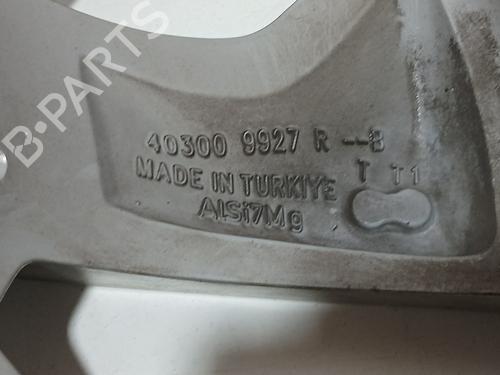 B-PARTS
40300 9927 R --B
MADE IN TURKIYE T T1
ALSi7Mg